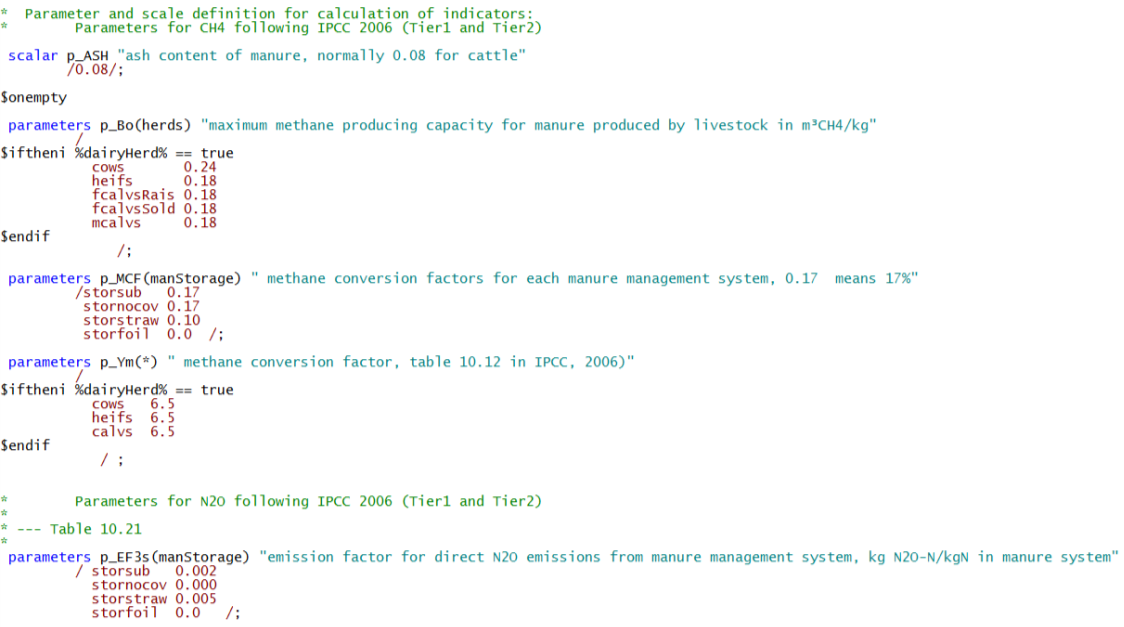 *  Parameter and scale definition for calculation of indicators:
*        Parameters for CH4 following IPCC 2006 (Tier1 and Tier2)
scalar p_ASH "ash content of manure, normally 0.08 for cattle"
/0.08/;
$onempty
parameters p_Bo(herds) "maximum methane producing capacity for manure produced by livestock in m³CH4/kg"
/
$iftheni %dairyHerd% == true
cows       0.24
heifs      0.18
fcalvsRais 0.18
fcalvsSold 0.18
mcalvs     0.18
$endif
/;
parameters p_MCF(manStorage) " methane conversion factors for each manure management system, 0.17  means 17%"
/storsub   0.17
stornocov 0.17
storstraw 0.10
storfoil  0.0  /;
parameters p_Ym(*) " methane conversion factor, table 10.12 in IPCC, 2006)"
/
$iftheni %dairyHerd% == true
cows   6.5
heifs  6.5
calvs  6.5
$endif
/ ;
*        Parameters for N2O following IPCC 2006 (Tier1 and Tier2)
*
* --- Table 10.21
*
parameters p_EF3s(manStorage) "emission factor for direct N2O emissions from manure management system, kg N2O-N/kgN in manure system"
/ storsub   0.002
stornocov 0.000
storstraw 0.005
storfoil  0.0   /;